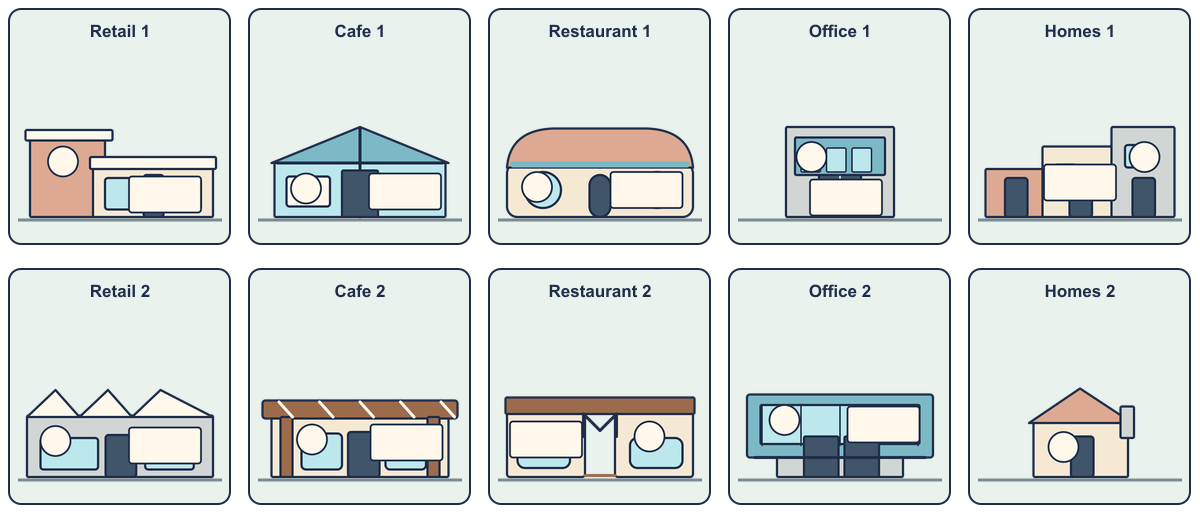 Retail 1
Cafe 1
Restaurant 1
Office 1
Homes 1
Retail 2
Cafe 2
Restaurant 2
Office 2
Homes 2